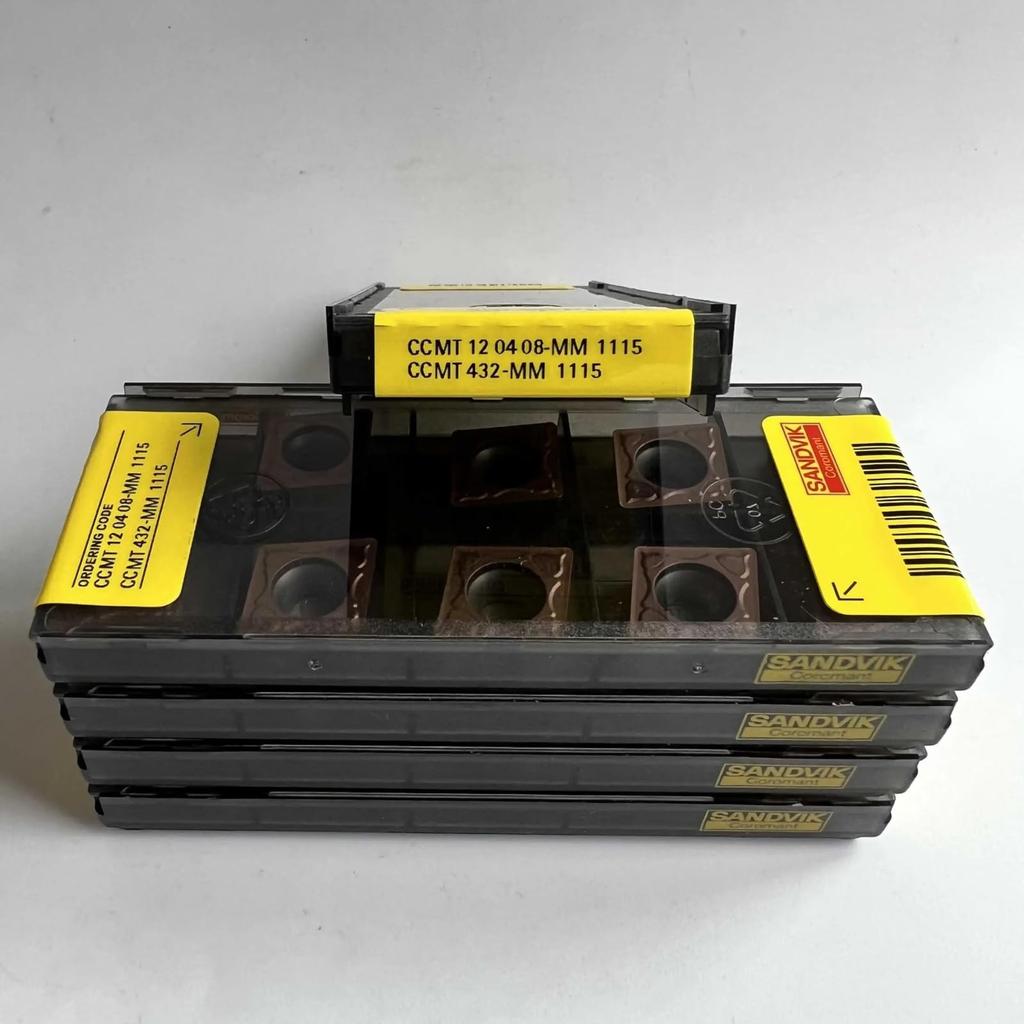 CCMT 12 04 08-MM 1115
CCMT 432-MM 1115
ORDERING CODE
CCMT 12 04 08-MM 1115
CCMT 432-MM 1115
SANDVIK
Coromant
SANDVIK
Coromant
SANDVIK
Coromant
SANDVIK
Coromant
SANDVIK
Coromant